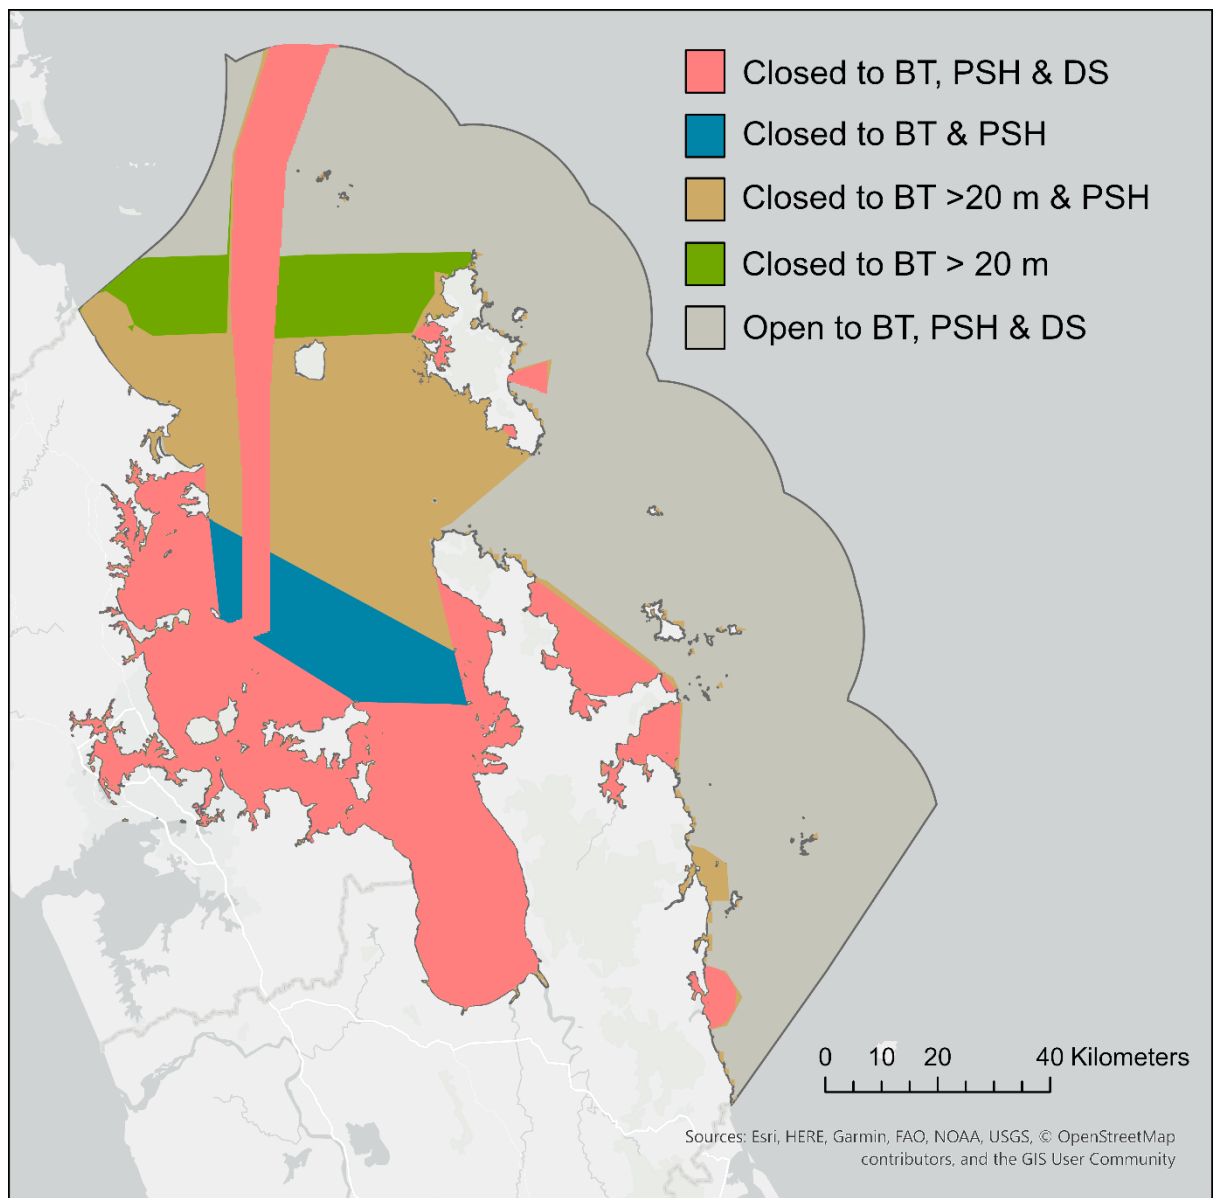 Closed to BT, PSH & DS
Closed to BT & PSH
Closed to BT >20 m & PSH
Closed to BT > 20 m
Open to BT, PSH & DS
0 10 20 40 Kilometers
Sources: Esri, HERE, Garmin, FAO, NOAA, USGS, © OpenStreetMap
contributors, and the GIS User Community